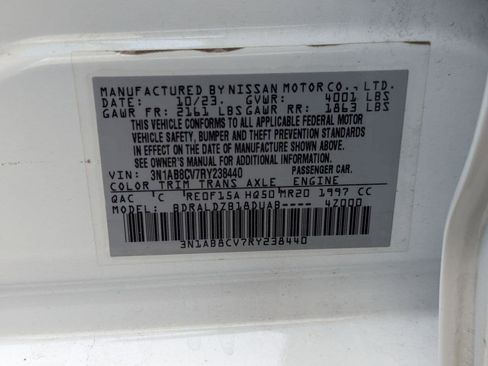 MANUFACTURED BY NISSAN MOTOR CO., LTD.
DATE: 10/23. GVWR: 4001 LBS
GAWR FR: 2161 LBS GAWR RR: 1863 LBS
THIS VEHICLE CONFORMS TO ALL APPLICABLE FEDERAL MOTOR
VEHICLE SAFETY, BUMPER AND THEFT PREVENTION STANDARDS
IN EFFECT ON THE DATE OF MANUFACTURE SHOWN ABOVE.
SEE OWNER'S MANUAL FOR ADDITIONAL INFORMATION.
VIN: 3N1AB8CV7RY238440 PASSENGER CAR.
COLOR TRIM TRANS AXLE ENGINE
QAC C RE0F15A HQ50 MR20 1997 CC
MODEL: BDRALDZB18DUAB---- 47000
3N1AB8CV7RY238440